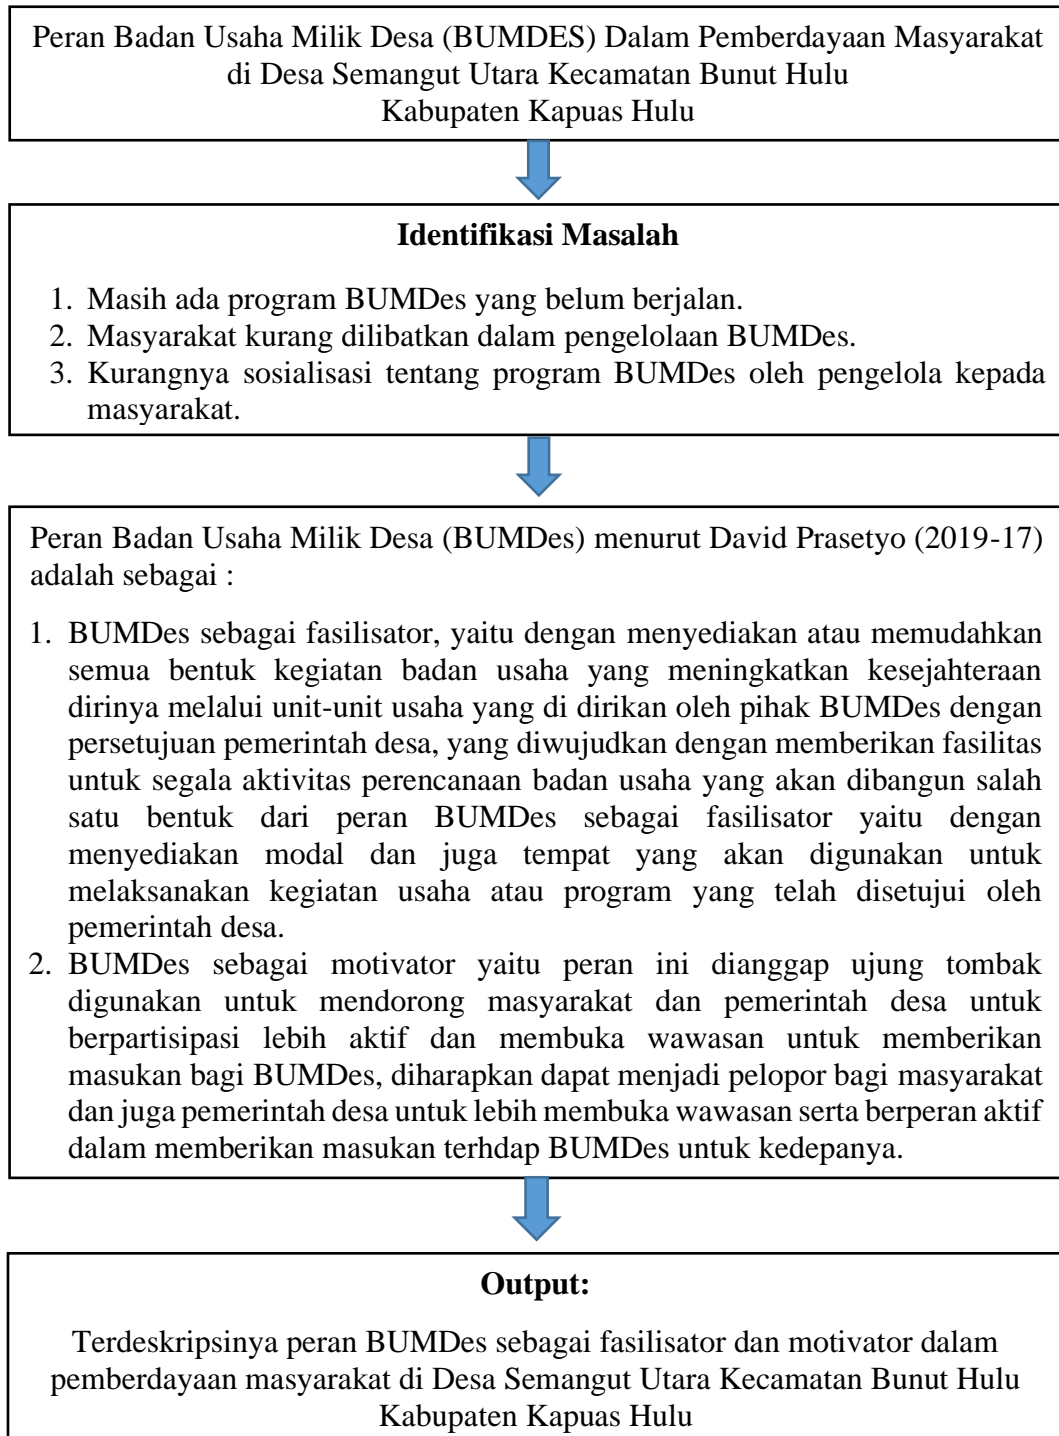 Peran Badan Usaha Milik Desa (BUMDES) Dalam Pemberdayaan Masyarakat
di Desa Semangut Utara Kecamatan Bunut Hulu
Kabupaten Kapuas Hulu
Identifikasi Masalah
1. Masih ada program BUMDes yang belum berjalan.
2. Masyarakat kurang dilibatkan dalam pengelolaan BUMDes.
3. Kurangnya sosialisasi tentang program BUMDes oleh pengelola kepada
masyarakat.
Peran Badan Usaha Milik Desa (BUMDes) menurut David Prasetyo (2019-17)
adalah sebagai :
1. BUMDes sebagai fasilisator, yaitu dengan menyediakan atau memudahkan
semua bentuk kegiatan badan usaha yang meningkatkan kesejahteraan
dirinya melalui unit-unit usaha yang di dirikan oleh pihak BUMDes dengan
persetujuan pemerintah desa, yang diwujudkan dengan memberikan fasilitas
untuk segala aktivitas perencanaan badan usaha yang akan dibangun salah
satu bentuk dari peran BUMDes sebagai fasilisator yaitu dengan
menyediakan modal dan juga tempat yang akan digunakan untuk
melaksanakan kegiatan usaha atau program yang telah disetujui oleh
pemerintah desa.
2. BUMDes sebagai motivator yaitu peran ini dianggap ujung tombak
digunakan untuk mendorong masyarakat dan pemerintah desa untuk
berpartisipasi lebih aktif dan membuka wawasan untuk memberikan
masukan bagi BUMDes, diharapkan dapat menjadi pelopor bagi masyarakat
dan juga pemerintah desa untuk lebih membuka wawasan serta berperan aktif
dalam memberikan masukan terhdap BUMDes untuk kedepanya.
Output:
Terdeskripsinya peran BUMDes sebagai fasilisator dan motivator dalam
pemberdayaan masyarakat di Desa Semangut Utara Kecamatan Bunut Hulu
Kabupaten Kapuas Hulu